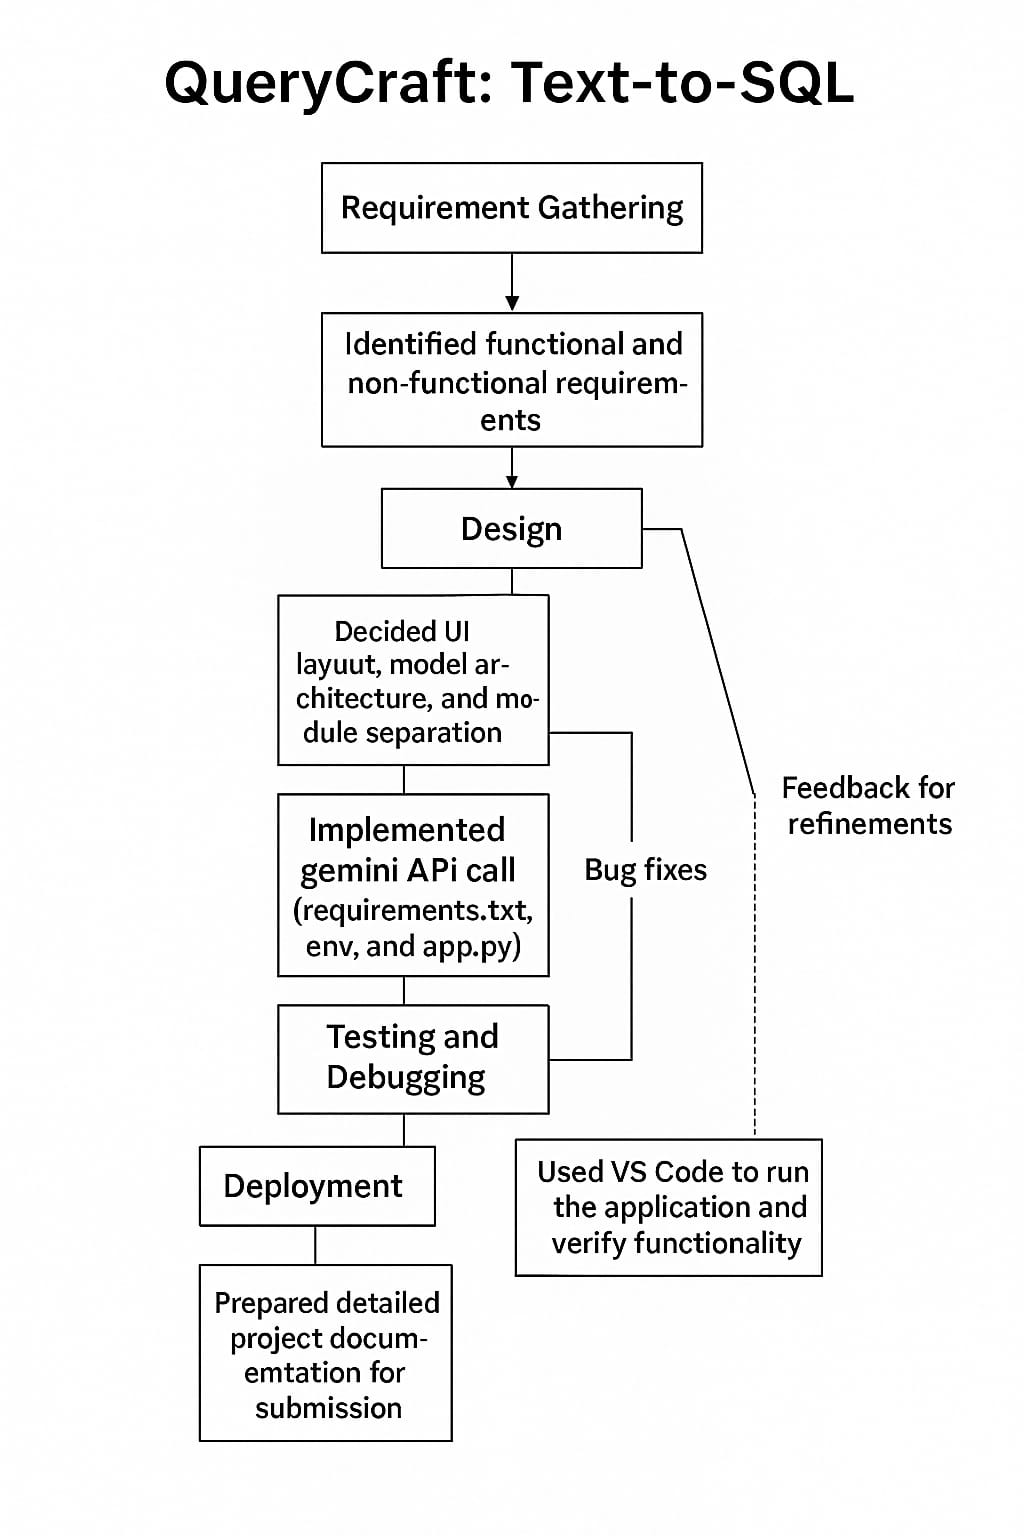 QueryCraft: Text-to-SQL
Requirement Gathering
Identified functional and
non-functional requirem-
ents
Design
Decided UI
layuut, model ar-
chitecture, and mo-
dule separation
Feedback for
refinements
Implemented
gemini APi call
(requirements.txt,
env, and app.py)
Bug fixes
Testing and
Debugging
Deployment
Used VS Code to run
the application and
verify functionality
Prepared detailed
project docum-
emtation for
submission